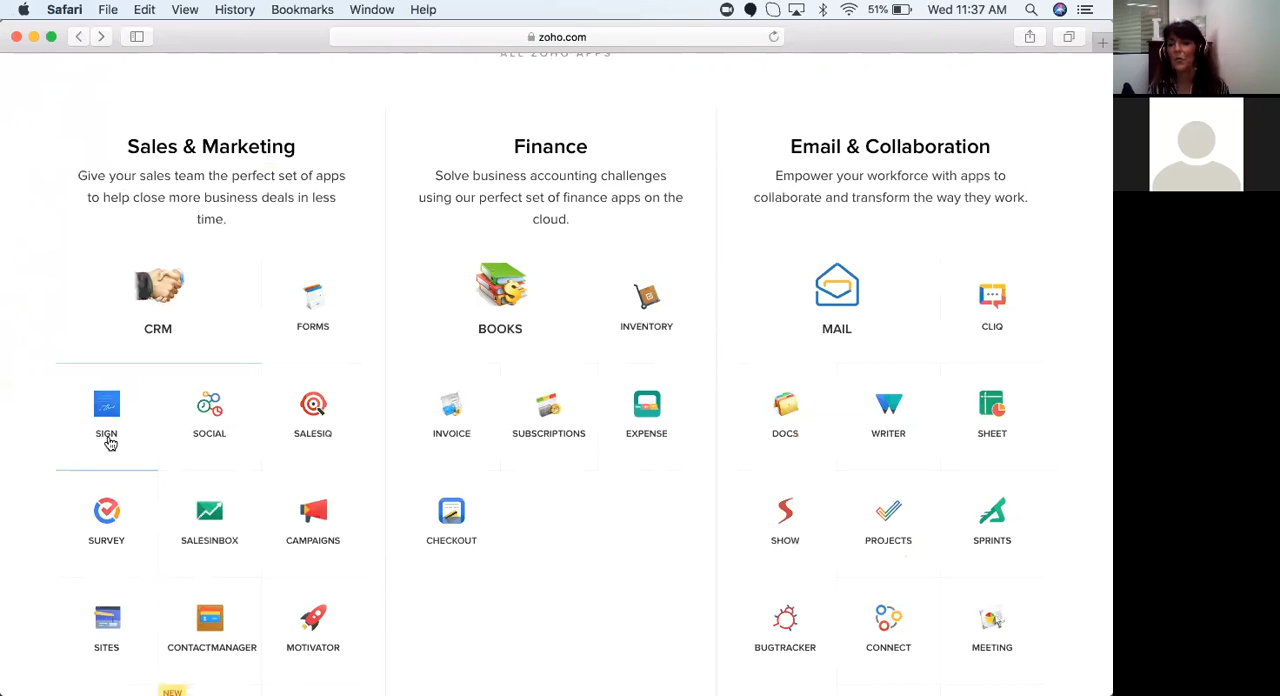 Safari File Edit View History Bookmarks Window Help 51% Wed 11:37 AM
zoho.com
ALL ZOHO APPS
Sales & Marketing
Give your sales team the perfect set of apps
to help close more business deals in less
time.
CRM
FORMS
SIGN
SOCIAL
SALESIQ
SURVEY
SALESINBOX
CAMPAIGNS
SITES
CONTACTMANAGER
MOTIVATOR
NEW
Finance
Solve business accounting challenges
using our perfect set of finance apps on the
cloud.
BOOKS
INVENTORY
INVOICE
SUBSCRIPTIONS
EXPENSE
CHECKOUT
Email & Collaboration
Empower your workforce with apps to
collaborate and transform the way they work.
MAIL
CLIQ
DOCS
WRITER
SHEET
SHOW
PROJECTS
SPRINTS
BUGTRACKER
CONNECT
MEETING